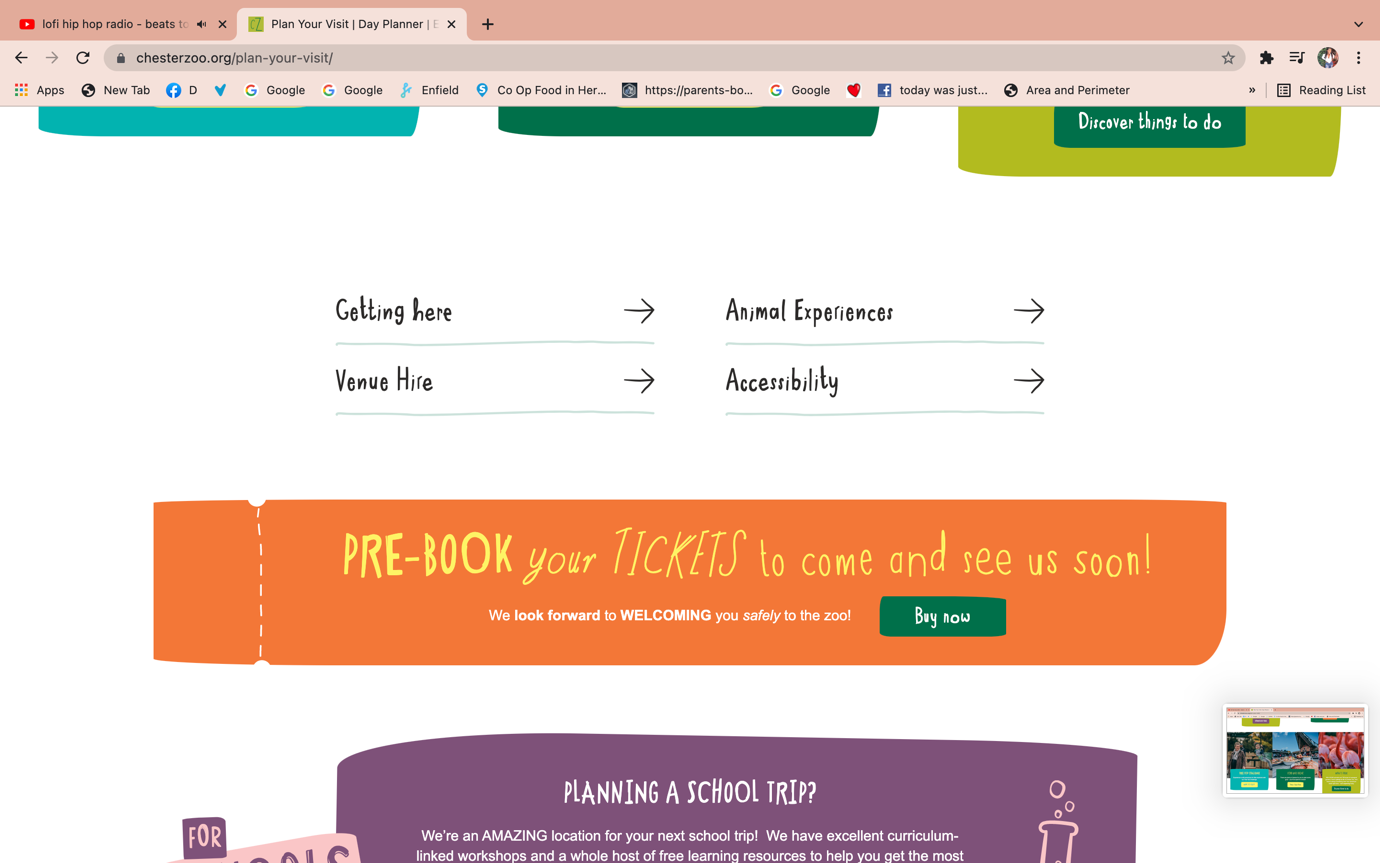 lofi hip hop radio - beats to
Plan Your Visit | Day Planner |
chesterzoo.org/plan-your-visit/
Apps
New Tab
D
Google
Google
Enfield
Co Op Food in Her...
https://parents-bo...
Google
today was just...
Area and Perimeter
»
Reading List
Discover things to do
Getting here
Animal Experiences
Venue Hire
Accessibility
PRE-BOOK your TICKETS to come and see us soon!
We look forward to WELCOMING you safely to the zoo!
Buy now
PLANNING A SCHOOL TRIP?
We're an AMAZING location for your next school trip! We have excellent curriculum-
FOR
linked workshops and a whole host of free learning resources to help you get the most